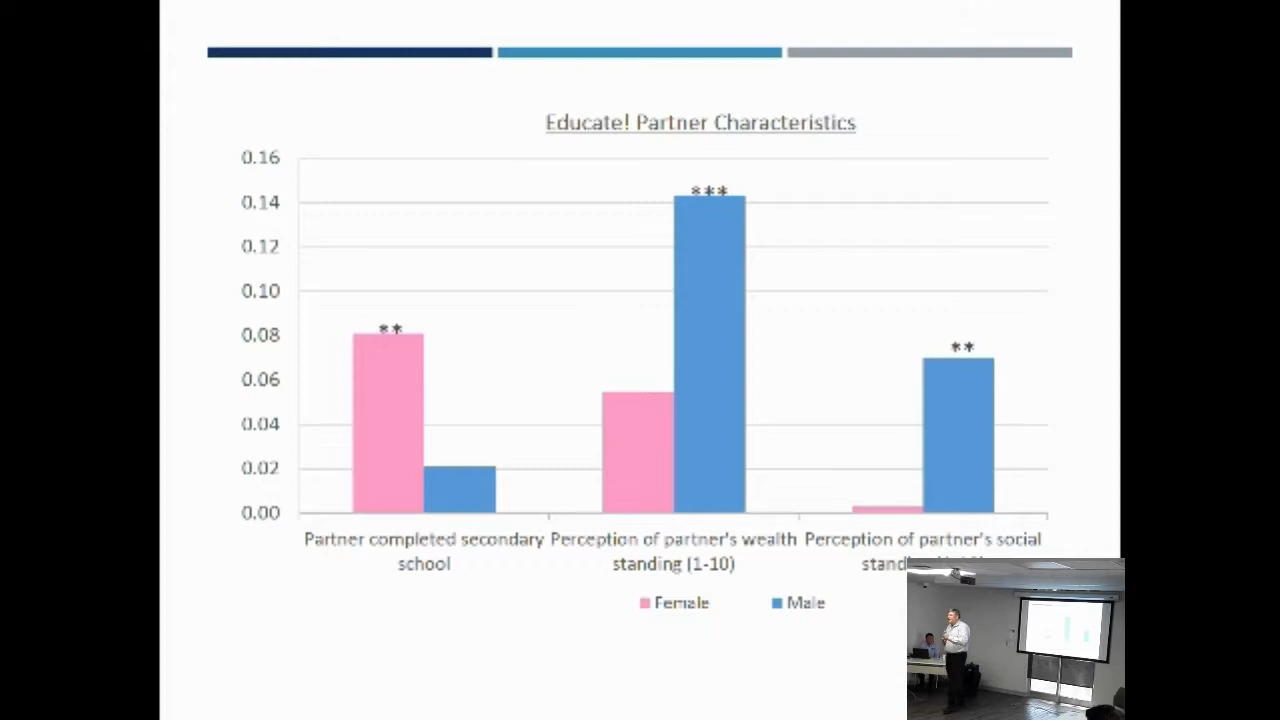 Educate! Partner Characteristics
0.16
***
0.14
0.12
0.10
**
0.08
**
0.06
0.04
0.02
0.00
Partner completed secondary school
Perception of partner's wealth standing (1-10)
Perception of partner's social
Female
Male